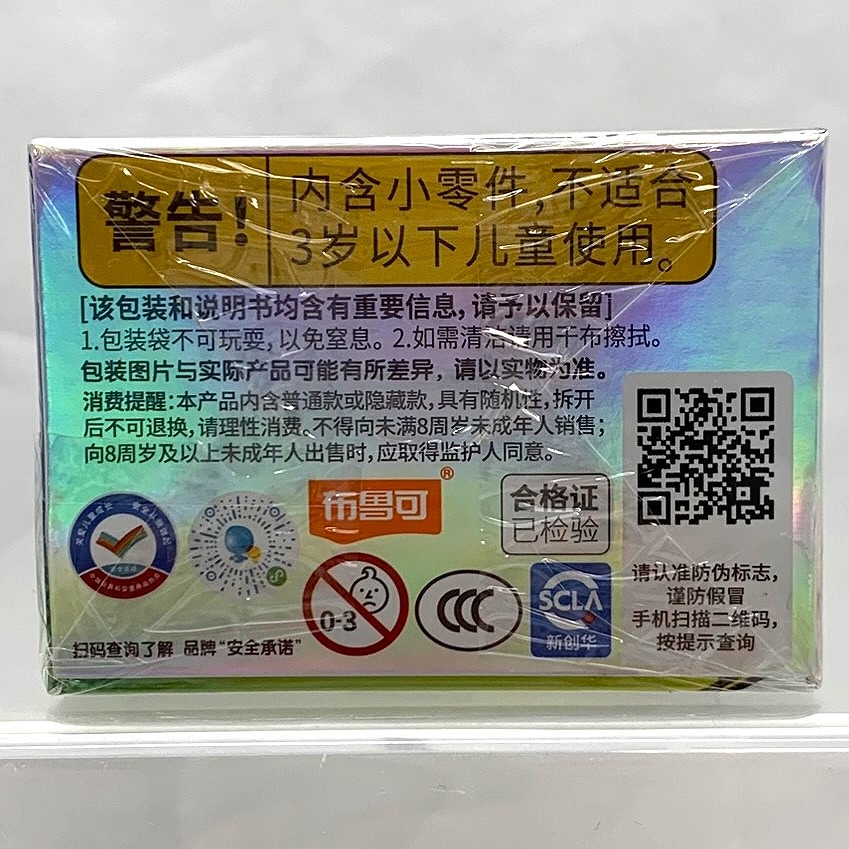 警告!
内含小零件,不适合
3岁以下儿童使用。
[该包装和说明书均含有重要信息,请予以保留]
1.包装袋不可玩耍,以免窒息。2.如需清洁请用干布擦拭。
包装图片与实际产品可能有所差异,请以实物为准。
消费提醒:本产品内含普通款或隐藏款,具有随机性,拆开
后不可退换,请理性消费。不得向未满8周岁未成年人销售;
向8周岁及以上未成年人出售时,应取得监护人同意。
布鲁可®
合格证
已检验
0-3
CCC
SCLA
新创华
扫码查询了解 品牌“安全承诺”
请认准防伪标志,
谨防假冒
手机扫描二维码,
按提示查询